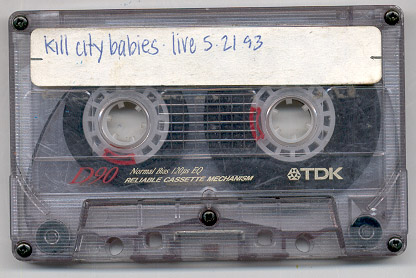 kill city babies · live 5·21 93
D90 Normal Bias 120µs EQ
RELIABLE CASSETTE MECHANISM
TDK